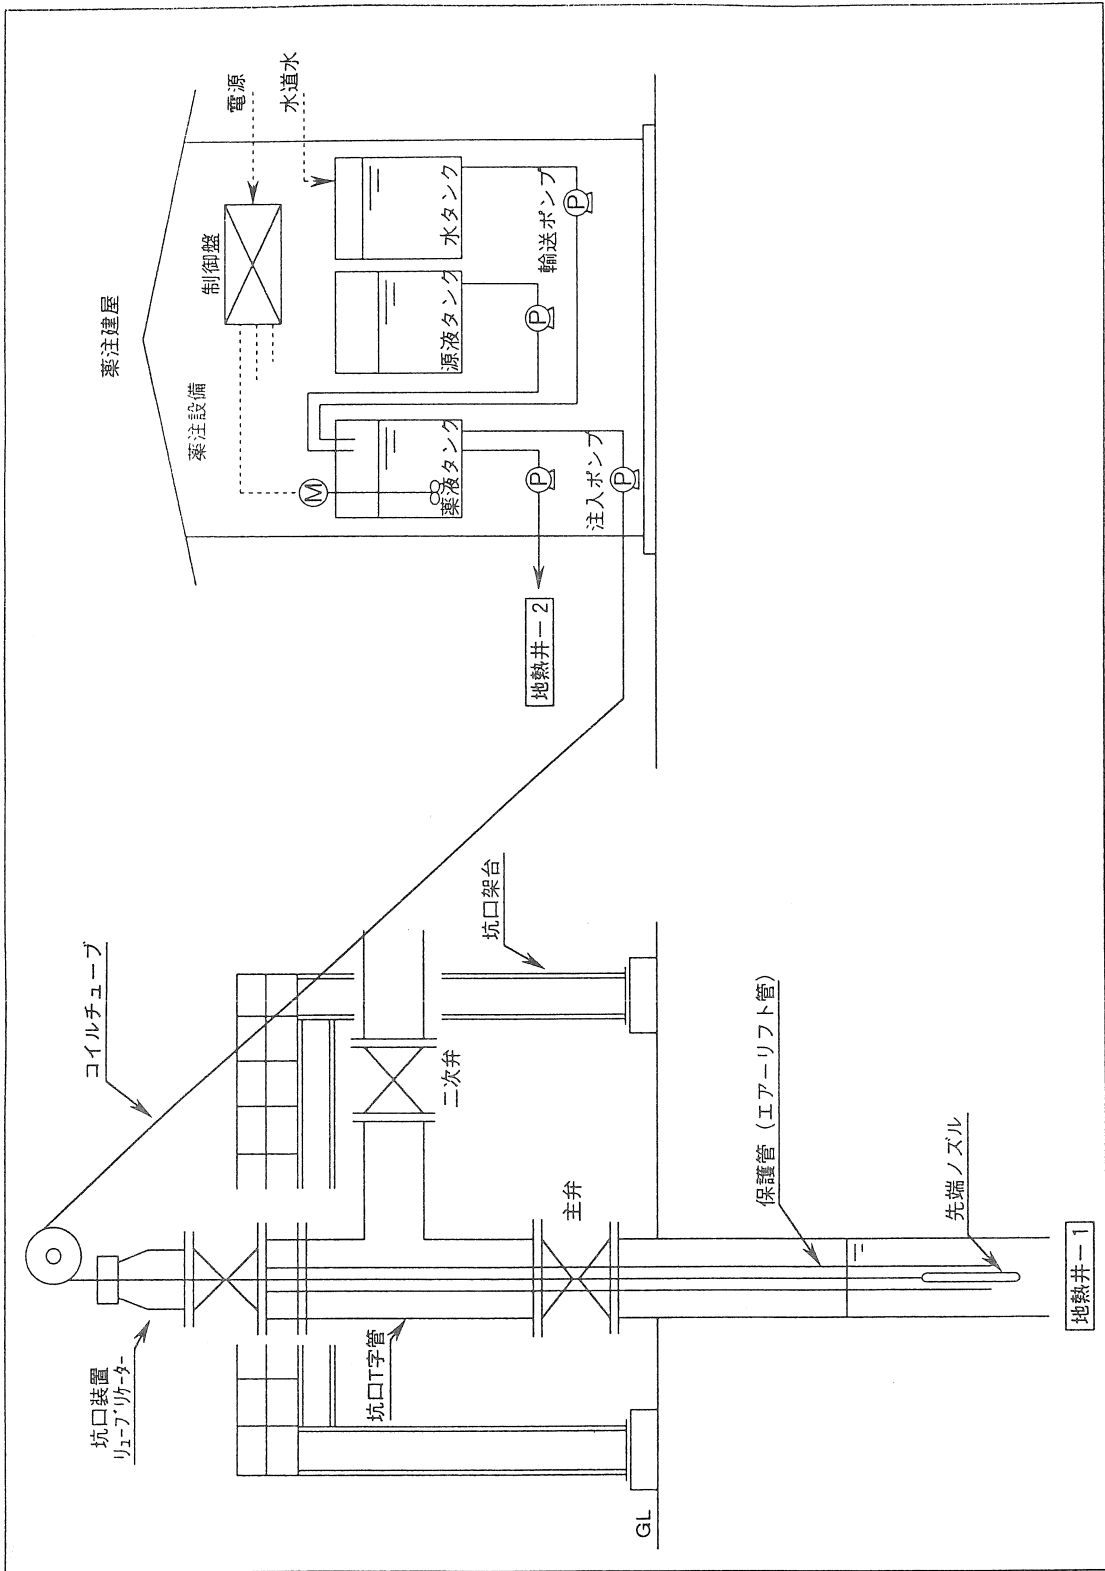 坑口装置
リューブリケーター
コイルチューブ
坑口T字管
主弁
二次弁
坑口架台
GL
保護管(エアーリフト管)
先端ノズル
地熱井-1
薬注建屋
薬注設備
制御盤
電源
水道水
M
薬液タンク
源液タンク
水タンク
P
P
P
P
輸送ポンプ
注入ポンプ
地熱井-2